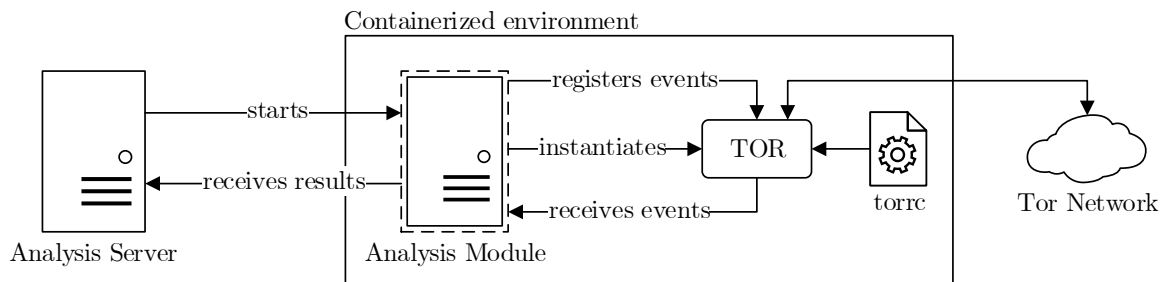 Containerized environment
registers events
starts
instantiates
TOR
receives results
torrc
Tor Network
receives events
Analysis Server
Analysis Module